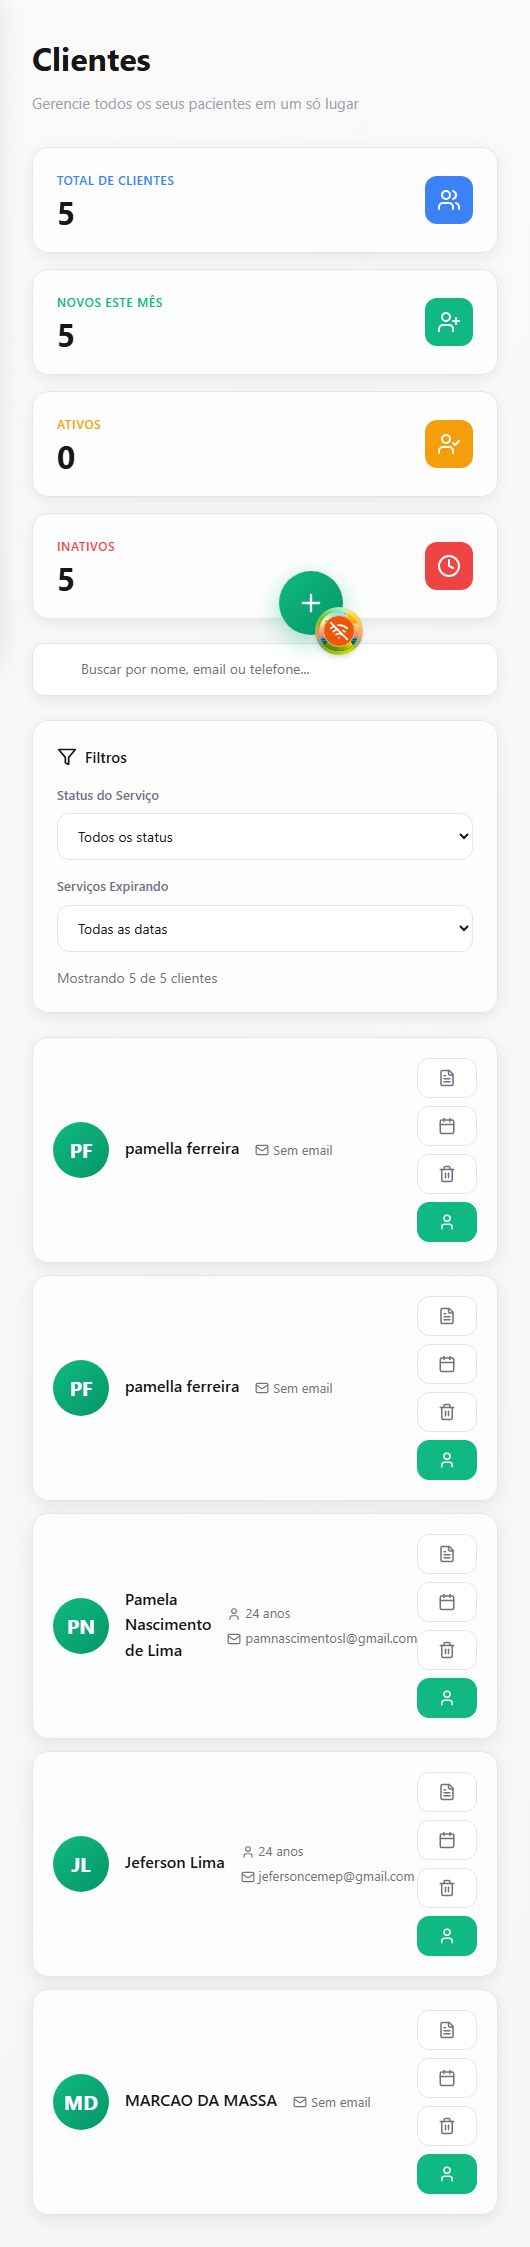 Clientes
Gerencie todos os seus pacientes em um só lugar
TOTAL DE CLIENTES
5
NOVOS ESTE MÊS
5
ATIVOS
0
INATIVOS
5
Buscar por nome, email ou telefone...
Filtros
Status do Serviço
Todos os status
Serviços Expirando
Todas as datas
Mostrando 5 de 5 clientes
PF
pamella ferreira
Sem email
PF
pamella ferreira
Sem email
PN
Pamela
Nascimento
de Lima
24 anos
pamnascimentosl@gmail.com
JL
Jeferson Lima
24 anos
jefersoncemep@gmail.com
MD
MARCAO DA MASSA
Sem email